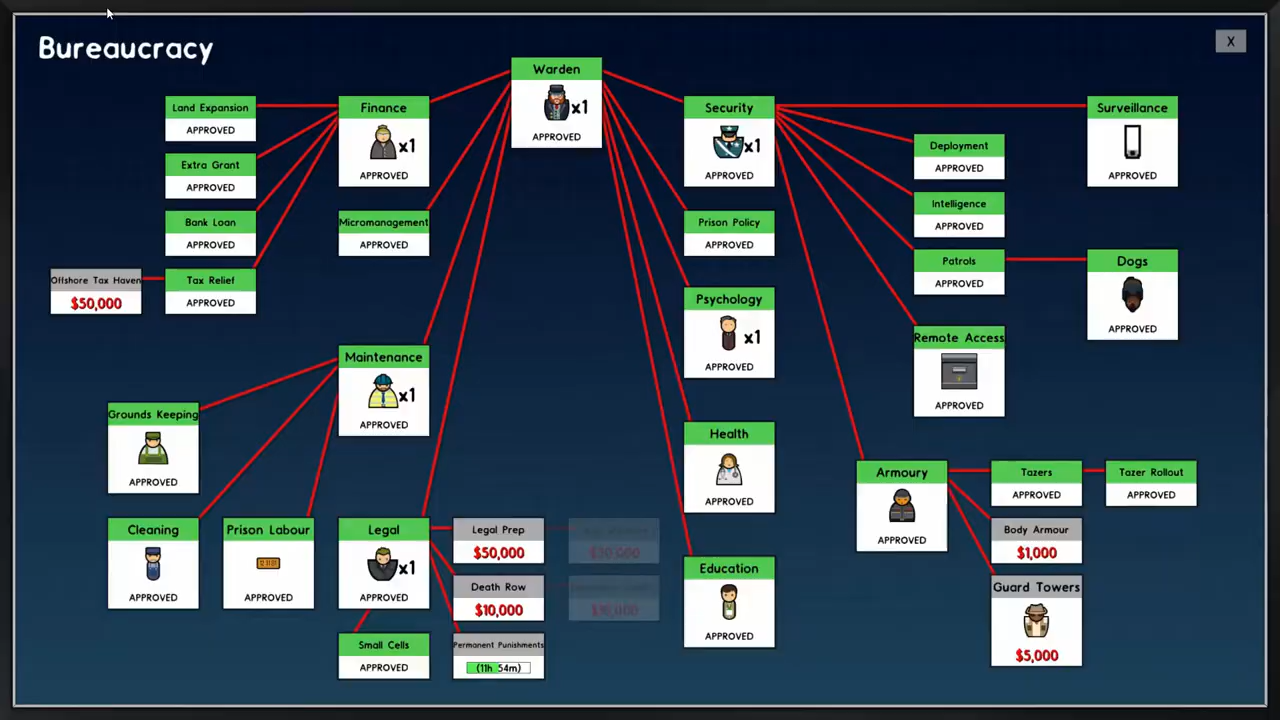 Bureaucracy
X
Warden
x1
APPROVED
Land Expansion
APPROVED
Finance
x1
APPROVED
Security
x1
APPROVED
Surveillance
APPROVED
Extra Grant
APPROVED
Deployment
APPROVED
Intelligence
APPROVED
Bank Loan
APPROVED
Micromanagement
APPROVED
Prison Policy
APPROVED
Patrols
APPROVED
Dogs
APPROVED
Offshore Tax Haven
$50,000
Tax Relief
APPROVED
Psychology
x1
APPROVED
Remote Access
APPROVED
Maintenance
x1
APPROVED
Grounds Keeping
APPROVED
Health
APPROVED
Armoury
APPROVED
Tazers
APPROVED
Tazer Rollout
APPROVED
Cleaning
APPROVED
Prison Labour
APPROVED
Legal
x1
APPROVED
Legal Prep
$50,000
$30,000
Body Armour
$1,000
Death Row
$10,000
Education
APPROVED
Guard Towers
$5,000
Small Cells
APPROVED
Permanent Punishments
(11h 54m)